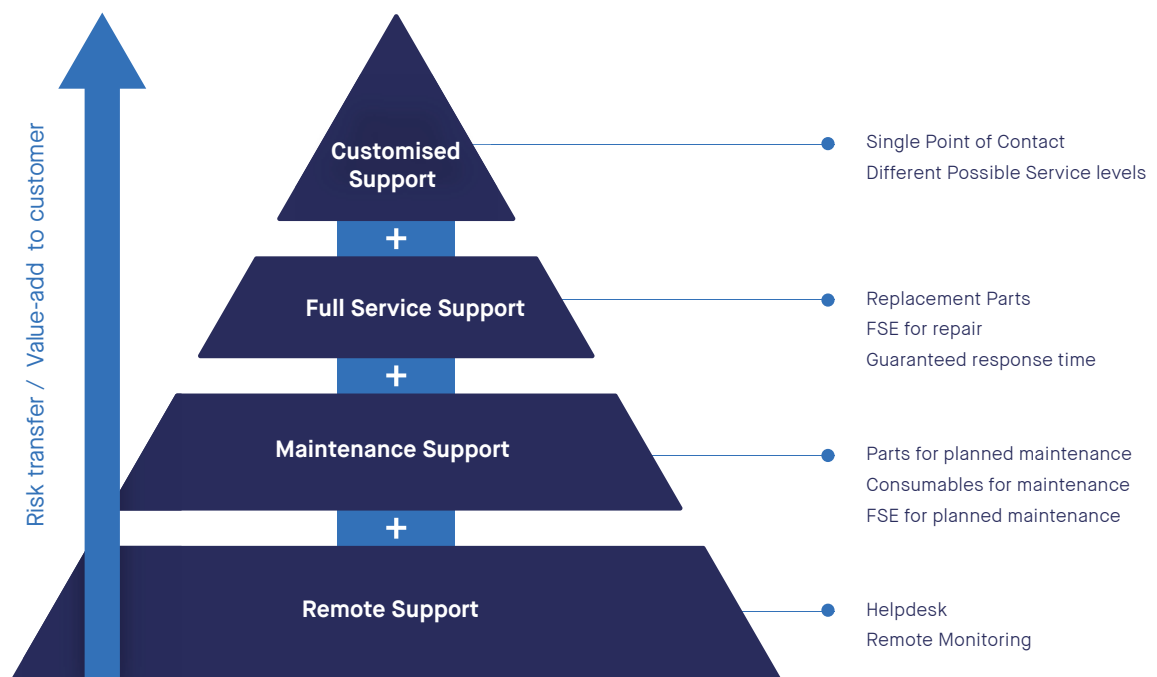 Risk transfer / Value-add to customer
Customised
Support
Single Point of Contact
Different Possible Service levels
+
Full Service Support
Replacement Parts
FSE for repair
Guaranteed response time
+
Maintenance Support
Parts for planned maintenance
Consumables for maintenance
FSE for planned maintenance
+
Remote Support
Helpdesk
Remote Monitoring